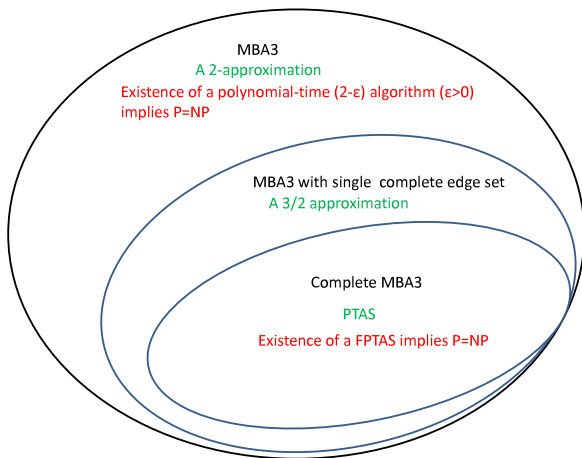 MBA3
A 2-approximation
Existence of a polynomial-time (2-ε) algorithm (ε>0)
implies P=NP
MBA3 with single complete edge set
A 3/2 approximation
Complete MBA3
PTAS
Existence of a FPTAS implies P=NP